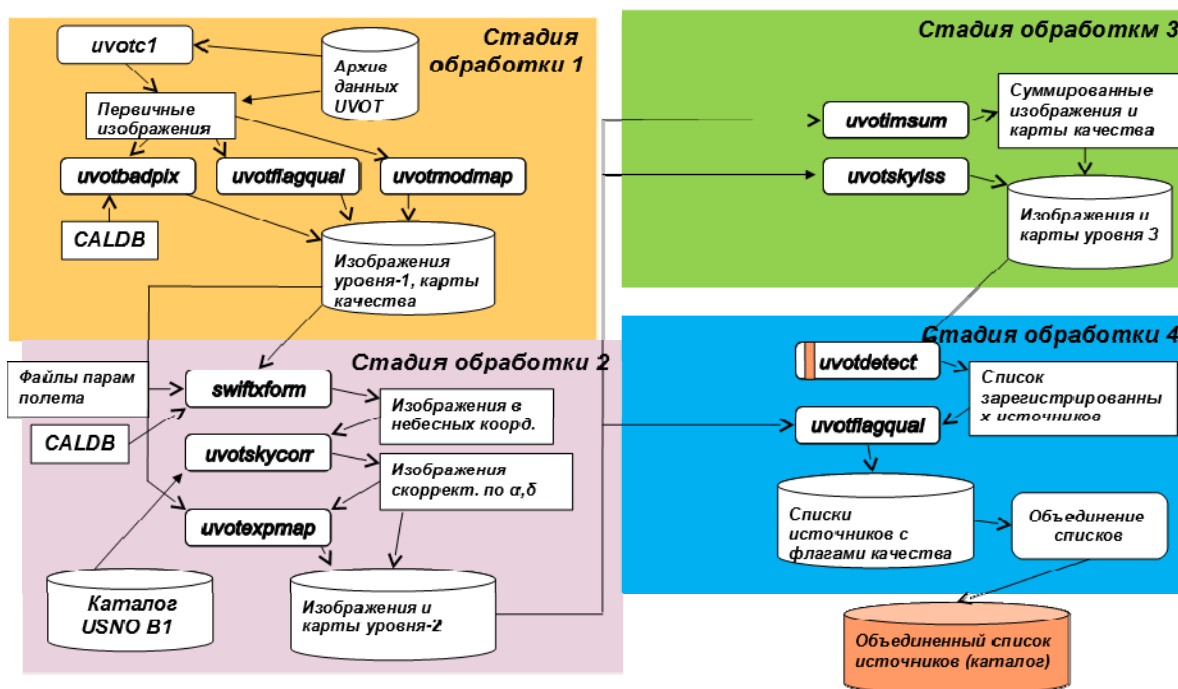 Стадия
обработки 1
uvotc1
Архив
данных
UVOT
Первичные
изображения
uvotbadpix
uvotflagqual
uvotmodmap
CALDB
Изображения
уровня-1, карты
качества
Стадия обработки 2
Файлы парам
полета
swiftxform
Изображения в
небесных коорд.
CALDB
uvotskycorr
Изображения
скоррект. по α,δ
uvotexpmap
Каталог
USNO B1
Изображения и
карты уровня-2
Стадия обработкм 3
uvotimsum
Суммированные
изображения и
карты качества
uvotskylss
Изображения и
карты уровня 3
Стадия обработки 4
uvotdetect
Список
зарегистрированны
х источников
uvotflagqual
Списки
источников с
флагами качества
Объединение
списков
Объединенный список
источников (каталог)